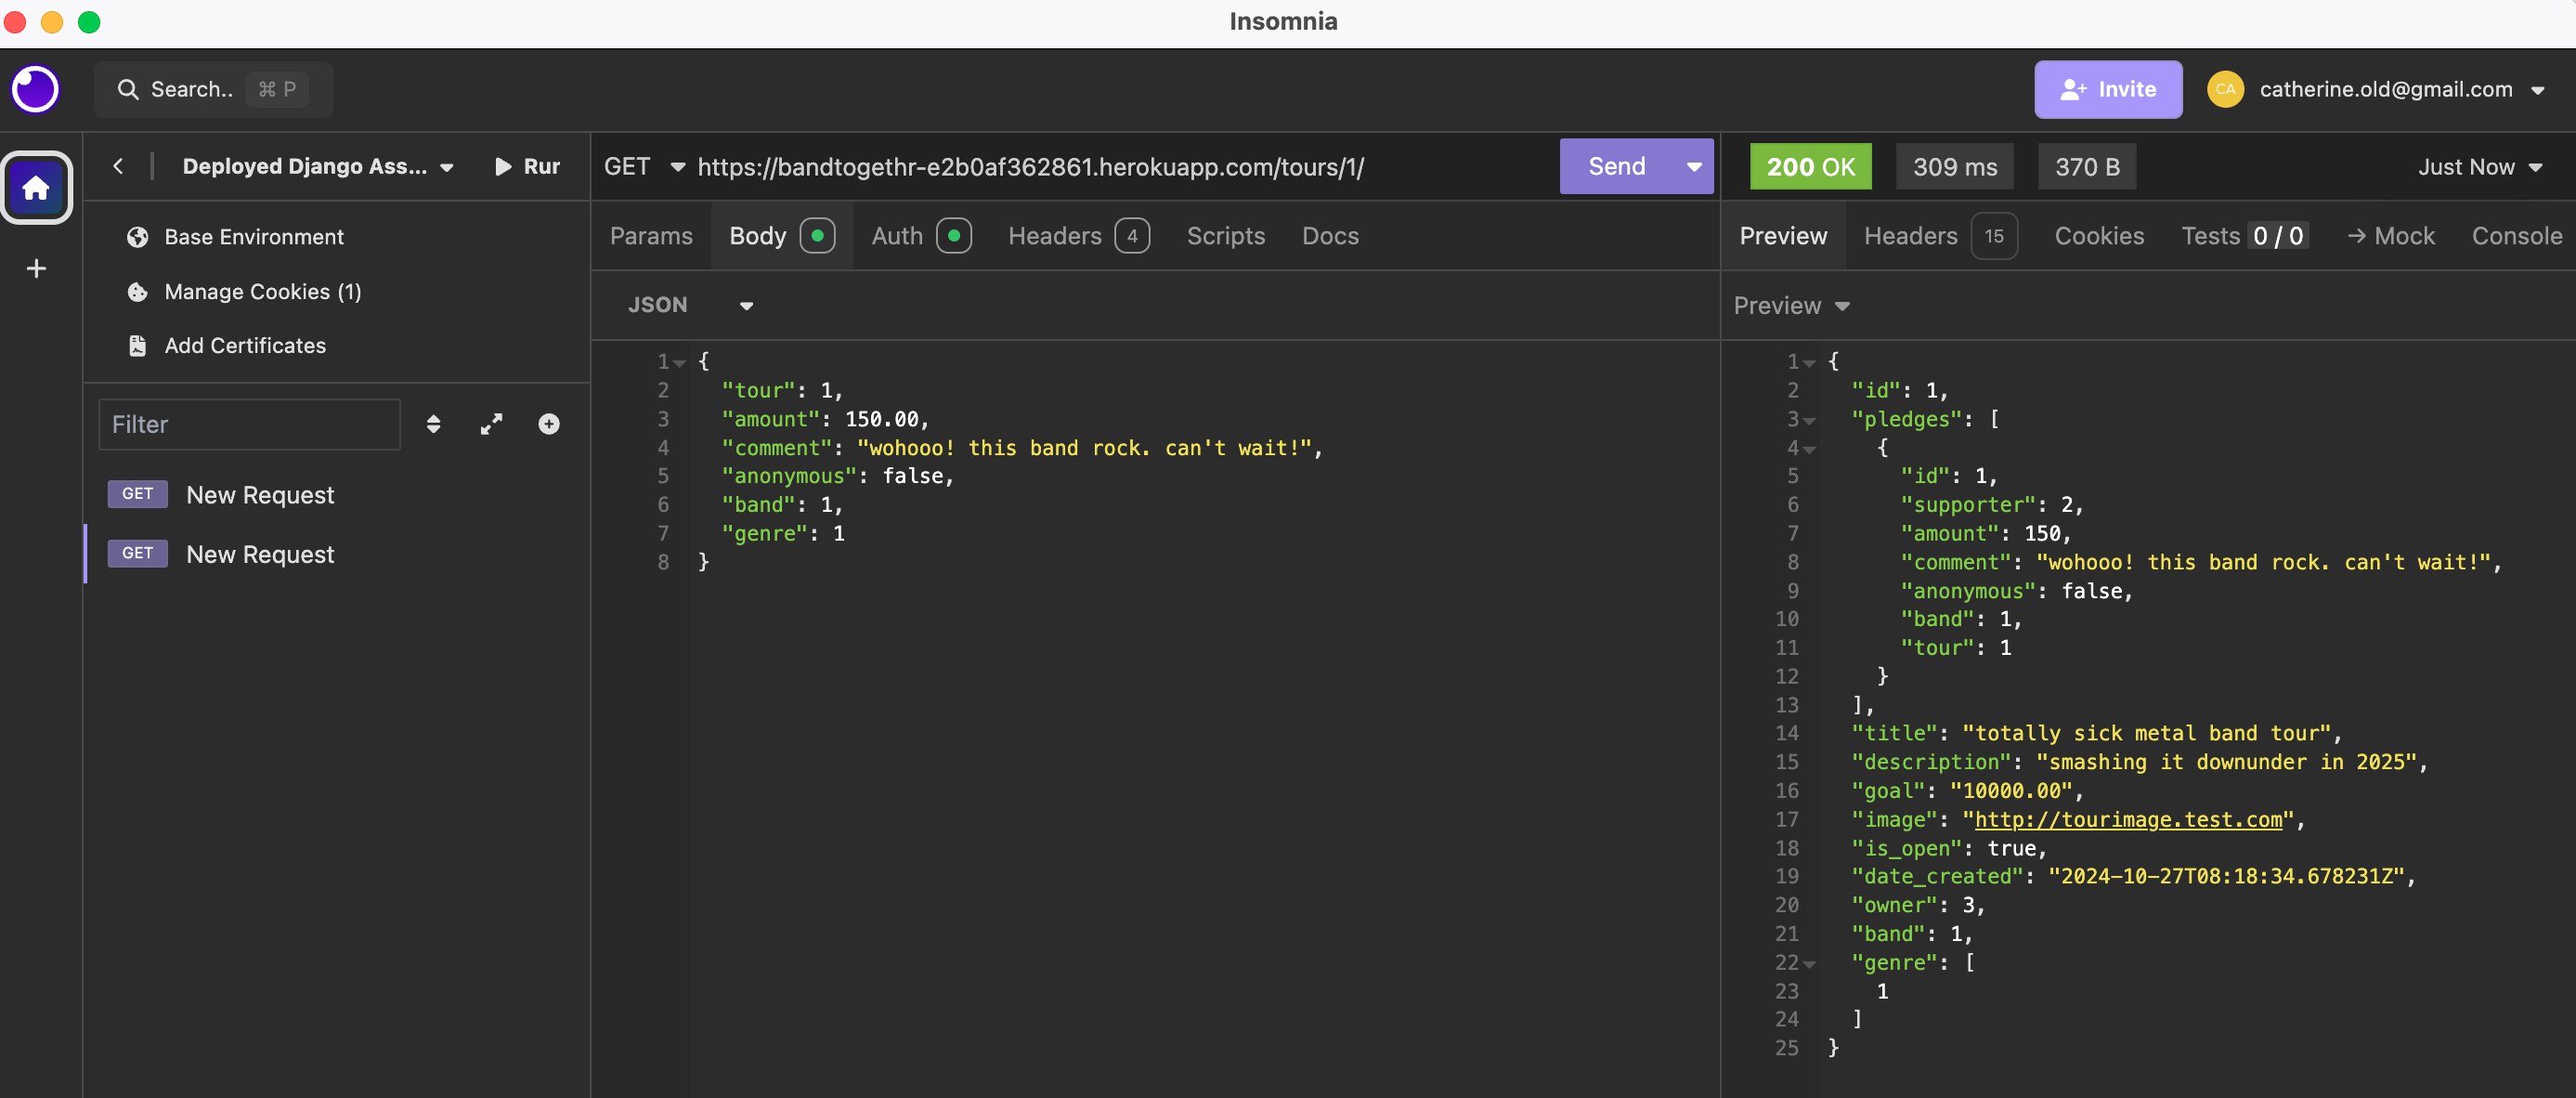 Insomnia
Search.. ⌘ P
Invite
CA
catherine.old@gmail.com
Deployed Django Ass...
Run
Base Environment
Manage Cookies (1)
Add Certificates
Filter
GET New Request
GET New Request
GET https://bandtogethr-e2b0af362861.herokuapp.com/tours/1/ Send
Params Body Auth Headers 4 Scripts Docs
JSON
1 {
2 "tour": 1,
3 "amount": 150.00,
4 "comment": "wohooo! this band rock. can't wait!",
5 "anonymous": false,
6 "band": 1,
7 "genre": 1
8 }
200 OK 309 ms 370 B Just Now
Preview Headers 15 Cookies Tests 0 / 0 → Mock Console
Preview
1 {
2 "id": 1,
3 "pledges": [
4 {
5 "id": 1,
6 "supporter": 2,
7 "amount": 150,
8 "comment": "wohooo! this band rock. can't wait!",
9 "anonymous": false,
10 "band": 1,
11 "tour": 1
12 }
13 ],
14 "title": "totally sick metal band tour",
15 "description": "smashing it downunder in 2025",
16 "goal": "10000.00",
17 "image": "http://tourimage.test.com",
18 "is_open": true,
19 "date_created": "2024-10-27T08:18:34.678231Z",
20 "owner": 3,
21 "band": 1,
22 "genre": [
23 1
24 ]
25 }